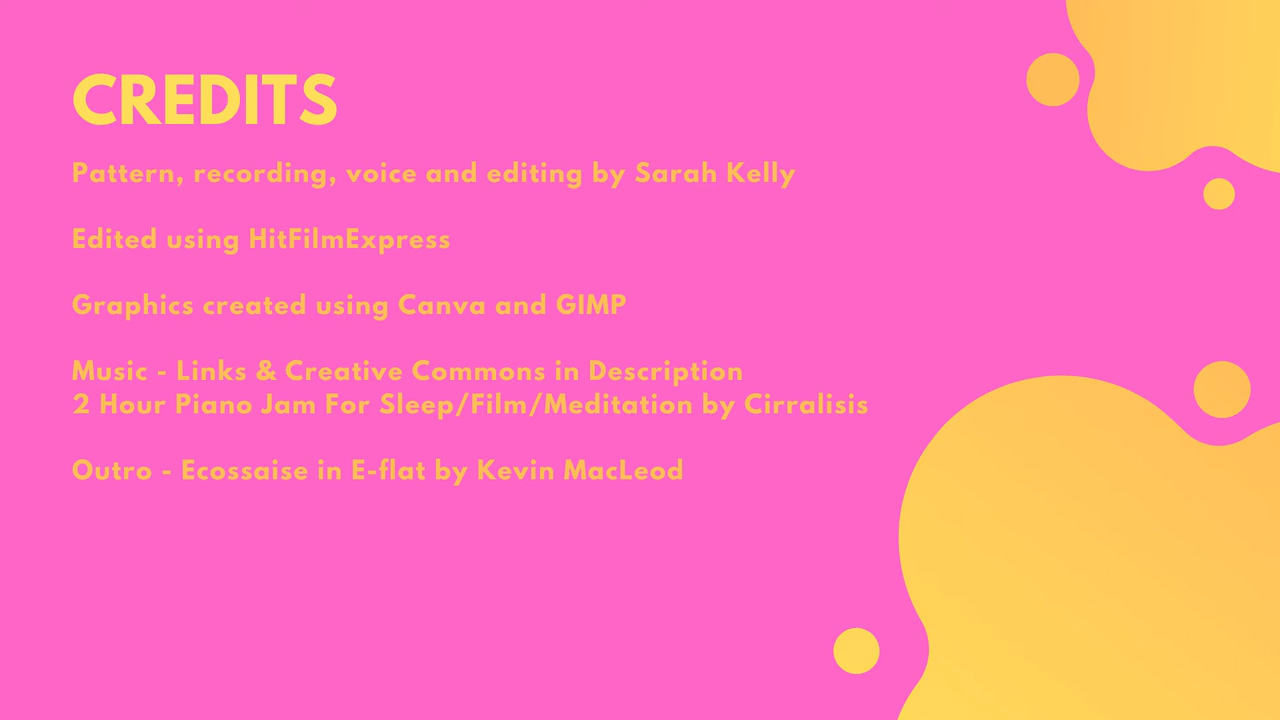 CREDITS
Pattern, recording, voice and editing by Sarah Kelly
Edited using HitFilmExpress
Graphics created using Canva and GIMP
Music - Links & Creative Commons in Description
2 Hour Piano Jam For Sleep/Film/Meditation by Cirralisis
Outro - Ecossaise in E-flat by Kevin MacLeod